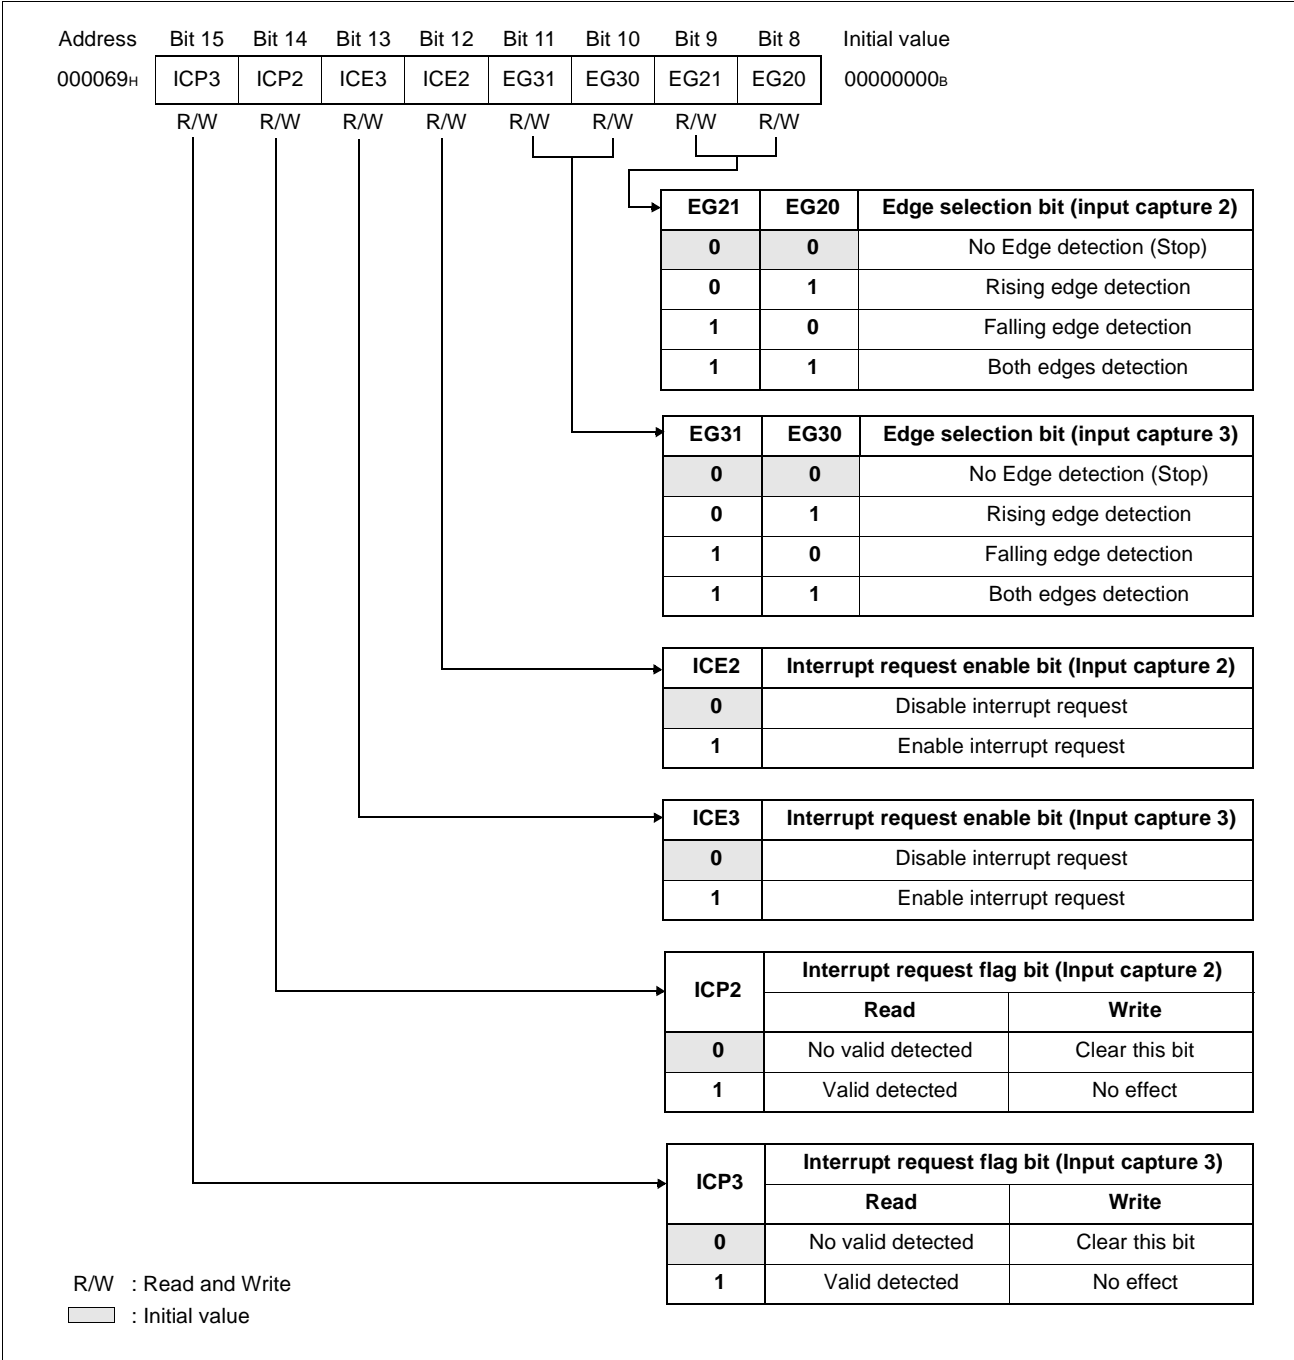 Address Bit 15 Bit 14 Bit 13 Bit 12 Bit 11 Bit 10 Bit 9 Bit 8 Initial value
000069H ICP3 ICP2 ICE3 ICE2 EG31 EG30 EG21 EG20 00000000B
R/W R/W R/W R/W R/W R/W R/W R/W
EG21 EG20 Edge selection bit (input capture 2)
0 0 No Edge detection (Stop)
0 1 Rising edge detection
1 0 Falling edge detection
1 1 Both edges detection
EG31 EG30 Edge selection bit (input capture 3)
0 0 No Edge detection (Stop)
0 1 Rising edge detection
1 0 Falling edge detection
1 1 Both edges detection
ICE2 Interrupt request enable bit (Input capture 2)
0 Disable interrupt request
1 Enable interrupt request
ICE3 Interrupt request enable bit (Input capture 3)
0 Disable interrupt request
1 Enable interrupt request
ICP2 Interrupt request flag bit (Input capture 2)
Read Write
0 No valid detected Clear this bit
1 Valid detected No effect
ICP3 Interrupt request flag bit (Input capture 3)
Read Write
0 No valid detected Clear this bit
1 Valid detected No effect
R/W : Read and Write
: Initial value